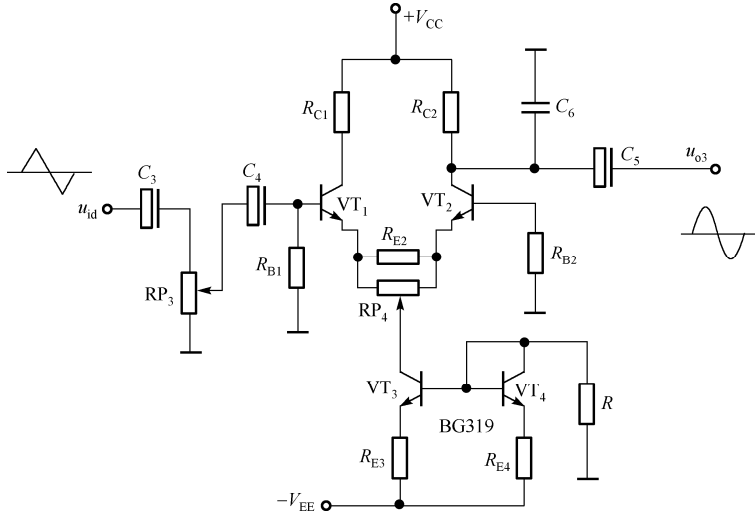 +V_CC
R_C1
R_C2
C_6
C_3
C_4
C_5
u_o3
u_id
VT_1
VT_2
R_E2
R_B1
R_B2
RP_3
RP_4
VT_3
VT_4
R
BG319
R_E3
R_E4
−V_EE